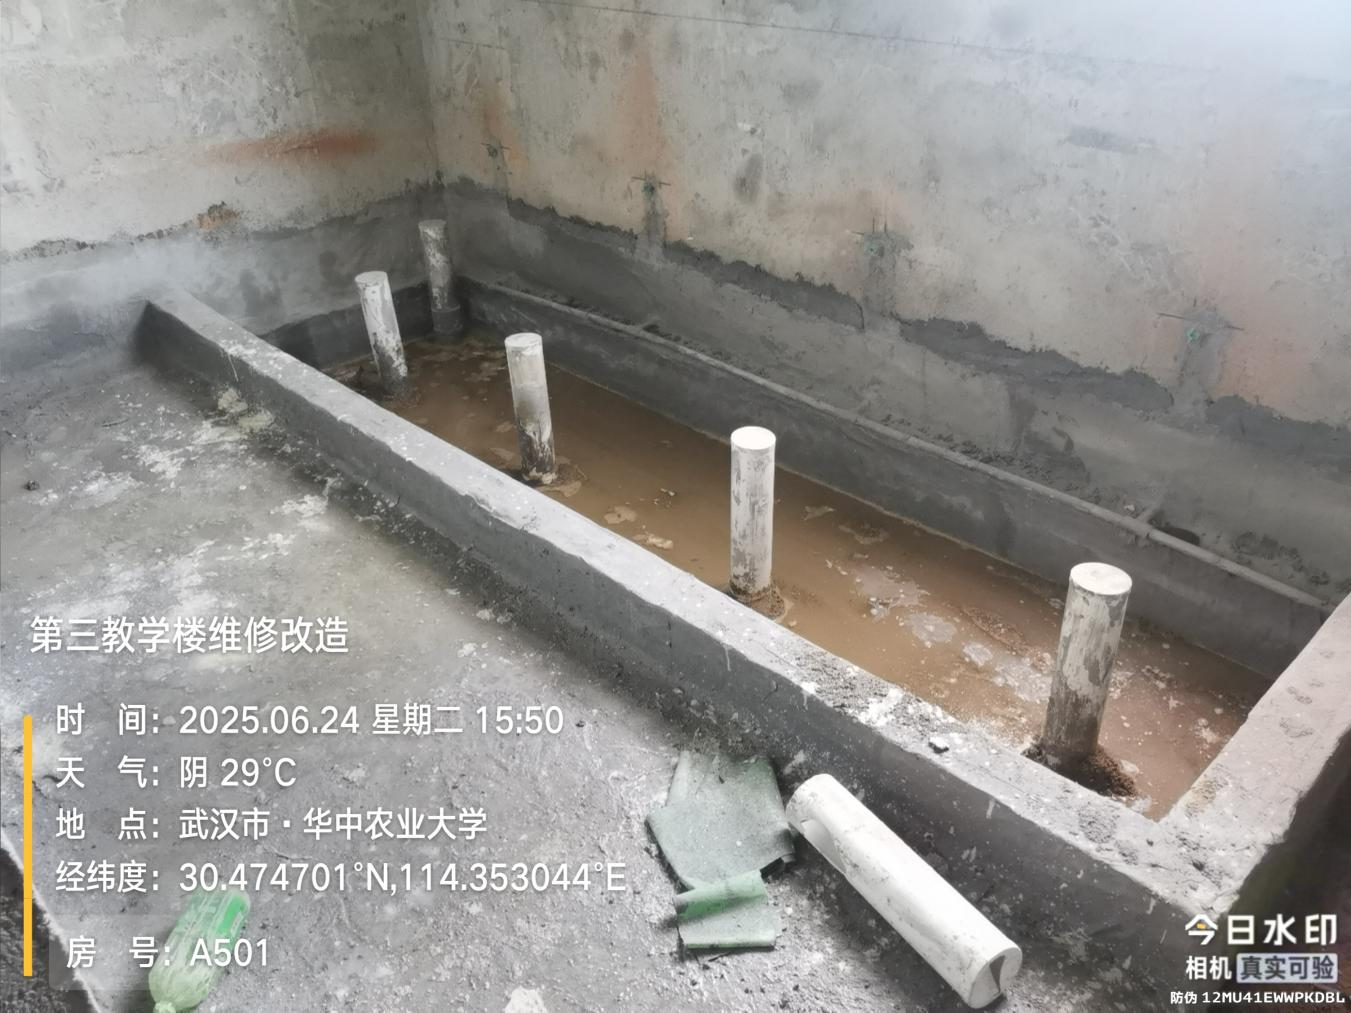 第三教学楼维修改造
时 间：2025.06.24 星期二 15:50
天 气：阴 29°C
地 点：武汉市·华中农业大学
经纬度：30.474701°N,114.353044°E
房 号：A501
今日水印
相机 真实可验
防伪 12MU41EWWPKDBL